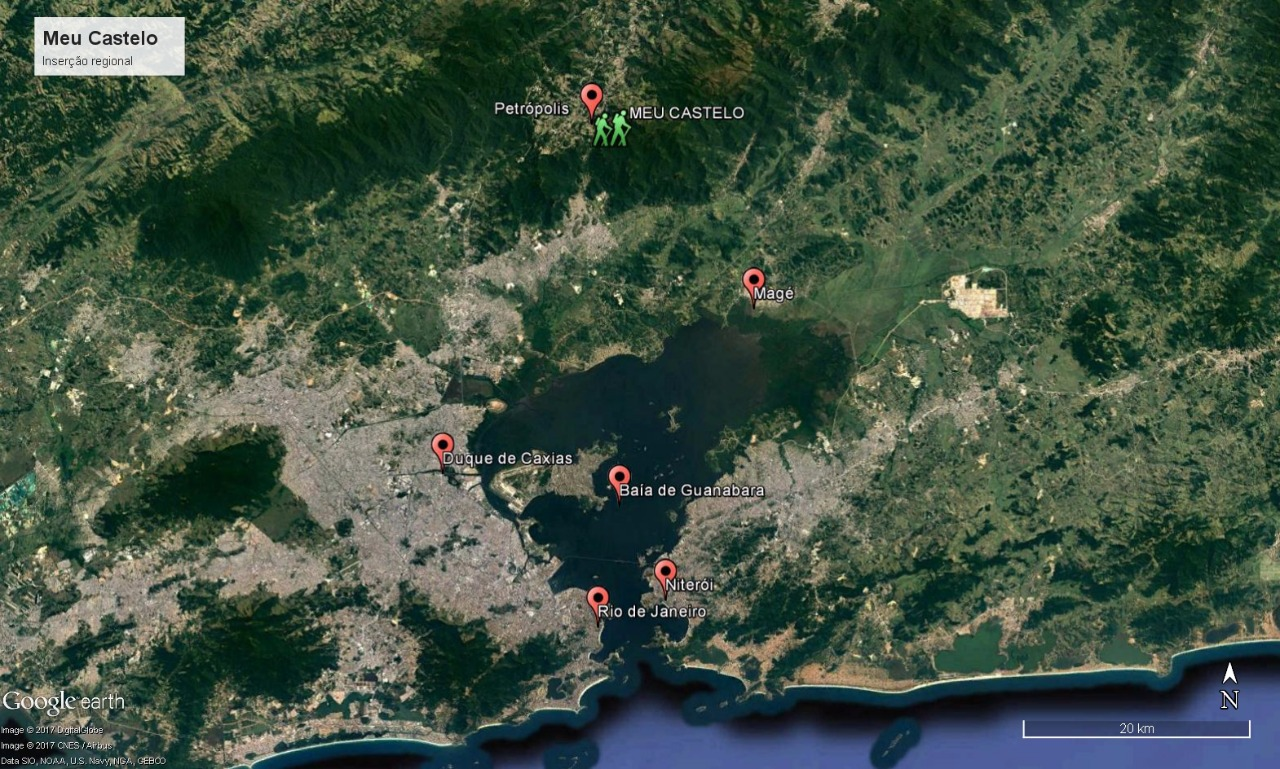 Meu Castelo
Inserção regional
Petrópolis
MEU CASTELO
Magé
Duque de Caxias
Baía de Guanabara
Niterói
Rio de Janeiro
Google earth
Image © 2017 DigitalGlobe
Image © 2017 CNES / Airbus
Data SIO, NOAA, U.S. Navy, NGA, GEBCO
N
20 km